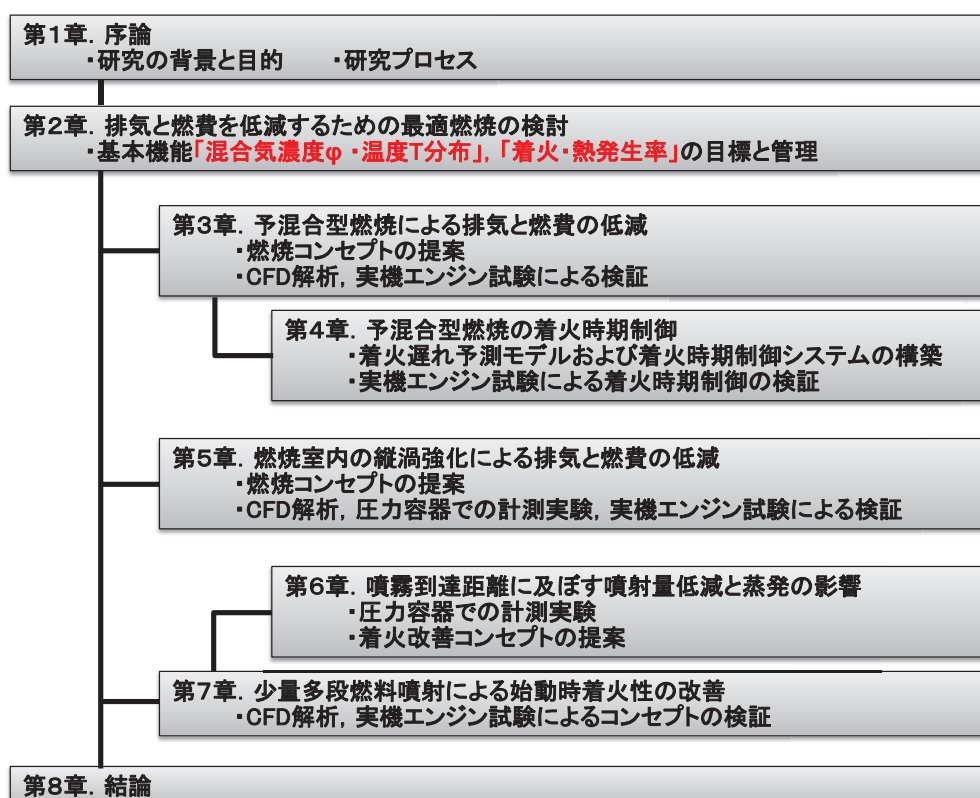 第1章. 序論
・研究の背景と目的　・研究プロセス
第2章. 排気と燃費を低減するための最適燃焼の検討
・基本機能「混合気濃度φ・温度T分布」, 「着火・熱発生率」の目標と管理
第3章. 予混合型燃焼による排気と燃費の低減
・燃焼コンセプトの提案
・CFD解析, 実機エンジン試験による検証
第4章. 予混合型燃焼の着火時期制御
・着火遅れ予測モデルおよび着火時期制御システムの構築
・実機エンジン試験による着火時期制御の検証
第5章. 燃焼室内の縦渦強化による排気と燃費の低減
・燃焼コンセプトの提案
・CFD解析, 圧力容器での計測実験, 実機エンジン試験による検証
第6章. 噴霧到達距離に及ぼす噴射量低減と蒸発の影響
・圧力容器での計測実験
・着火改善コンセプトの提案
第7章. 少量多段燃料噴射による始動時着火性の改善
・CFD解析, 実機エンジン試験によるコンセプトの検証
第8章. 結論